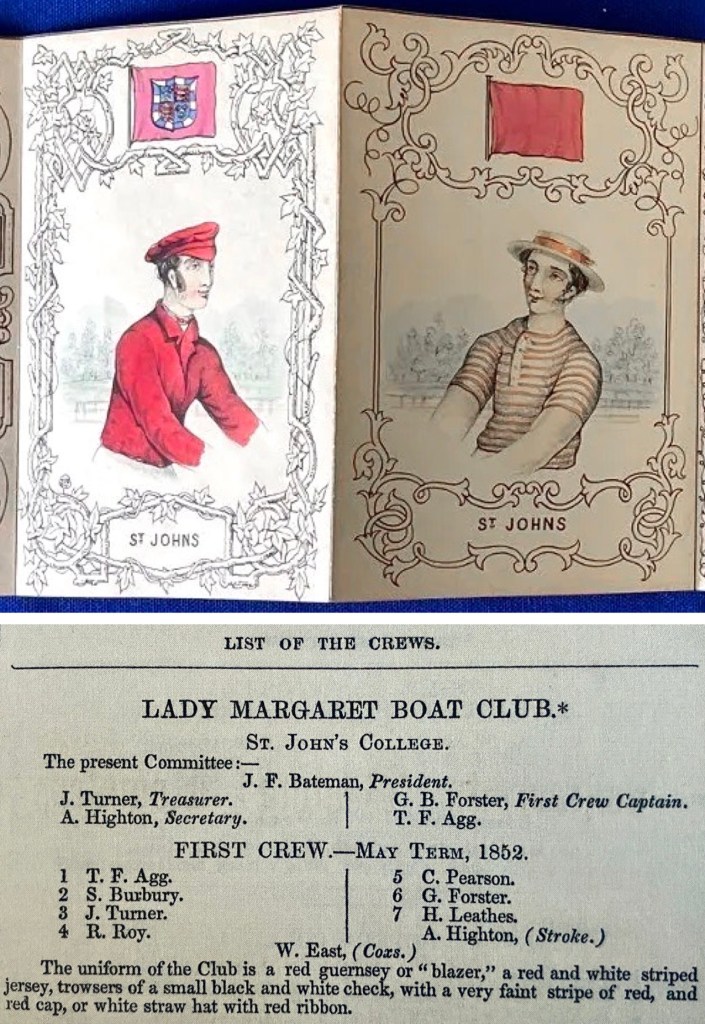 ST JOHNS
ST JOHNS
LIST OF THE CREWS.
LADY MARGARET BOAT CLUB.*
ST. JOHN'S COLLEGE.
The present Committee:—
J. F. Bateman, President.
J. Turner, Treasurer.
G. B. Forster, First Crew Captain.
A. Highton, Secretary.
T. F. Agg.
FIRST CREW.—MAY TERM, 1852.
1 T. F. Agg.
2 S. Burbury.
3 J. Turner.
4 R. Roy.
5 C. Pearson.
6 G. Forster.
7 H. Leathes.
A. Highton, (Stroke.)
W. East, (Coxs.)
The uniform of the Club is a red guernsey or "blazer," a red and white striped
jersey, trowsers of a small black and white check, with a very faint stripe of red, and
red cap, or white straw hat with red ribbon.